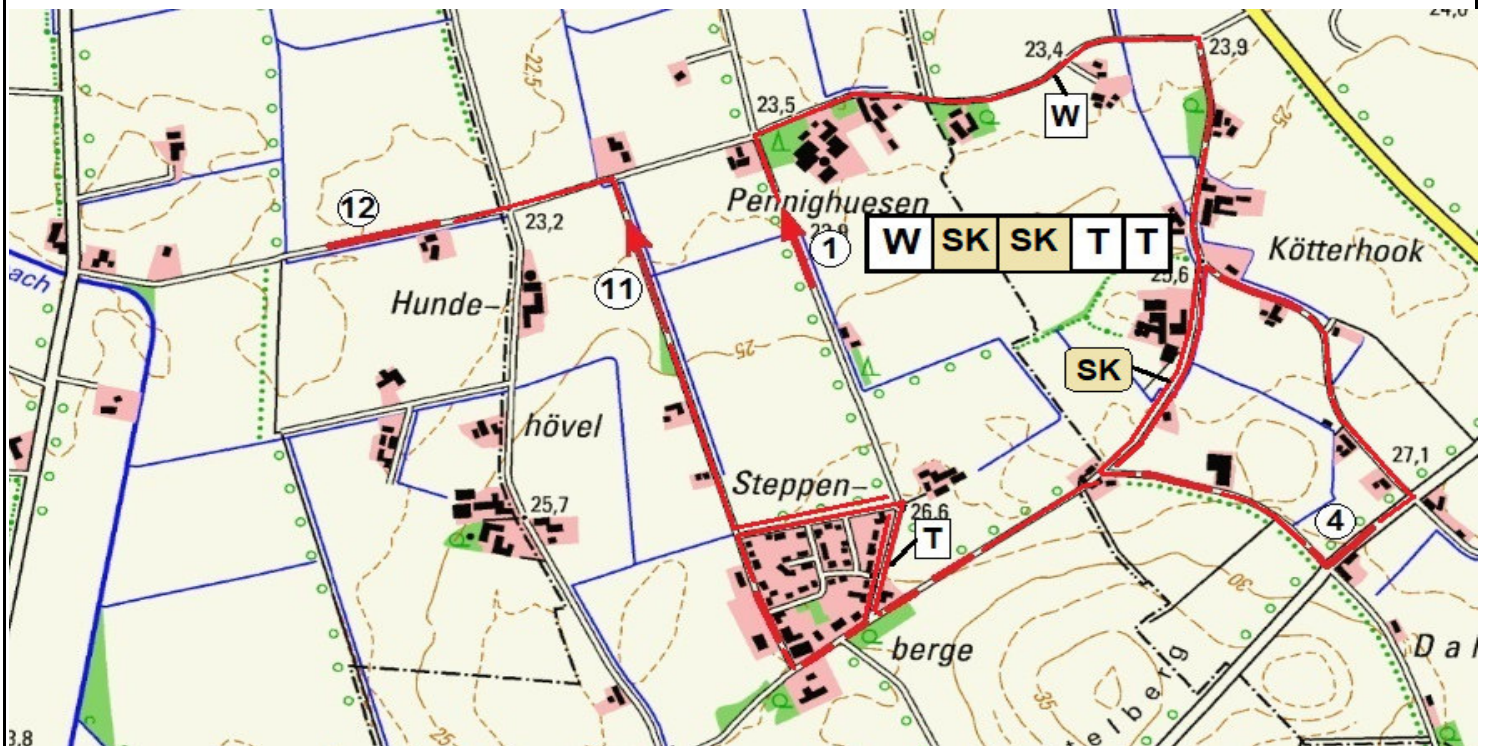 22,5
23,4
23,9
W
23,5
25
Pennighuesen
12
23,2
1
W SK SK T T
Kötterhook
ach
Hunde-
11
25,6
25
SK
hövel
27,1
Steppen-
25,7
26,6
4
T
30
berge
Dal
telberg
35
25
3,8